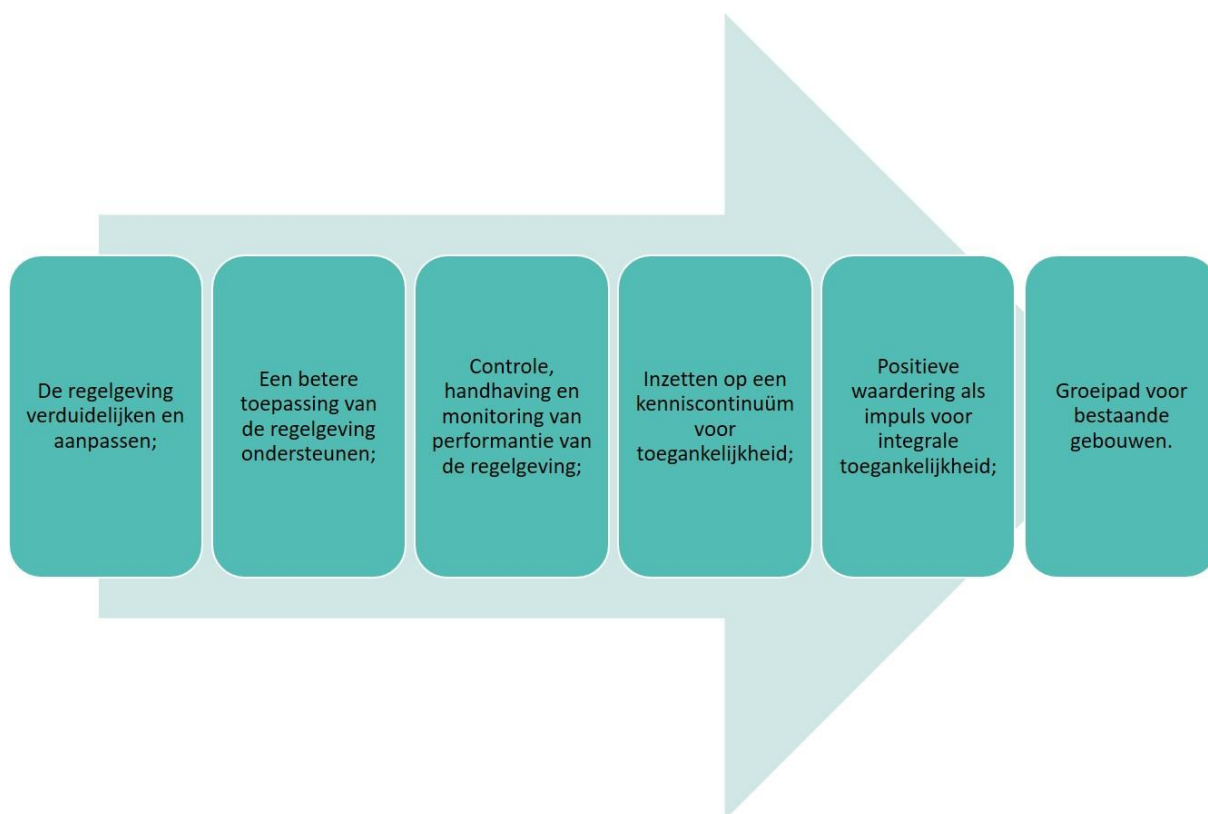 De regelgeving
verduidelijken en
aanpassen;
Een betere
toepassing van
de regelgeving
ondersteunen;
Controle,
handhaving en
monitoring van
performantie van
de regelgeving;
Inzetten op een
kenniscontinuüm
voor
toegankelijkheid;
Positieve
waardering als
impuls voor
integrale
toegankelijkheid;
Groeipad voor
bestaande
gebouwen.